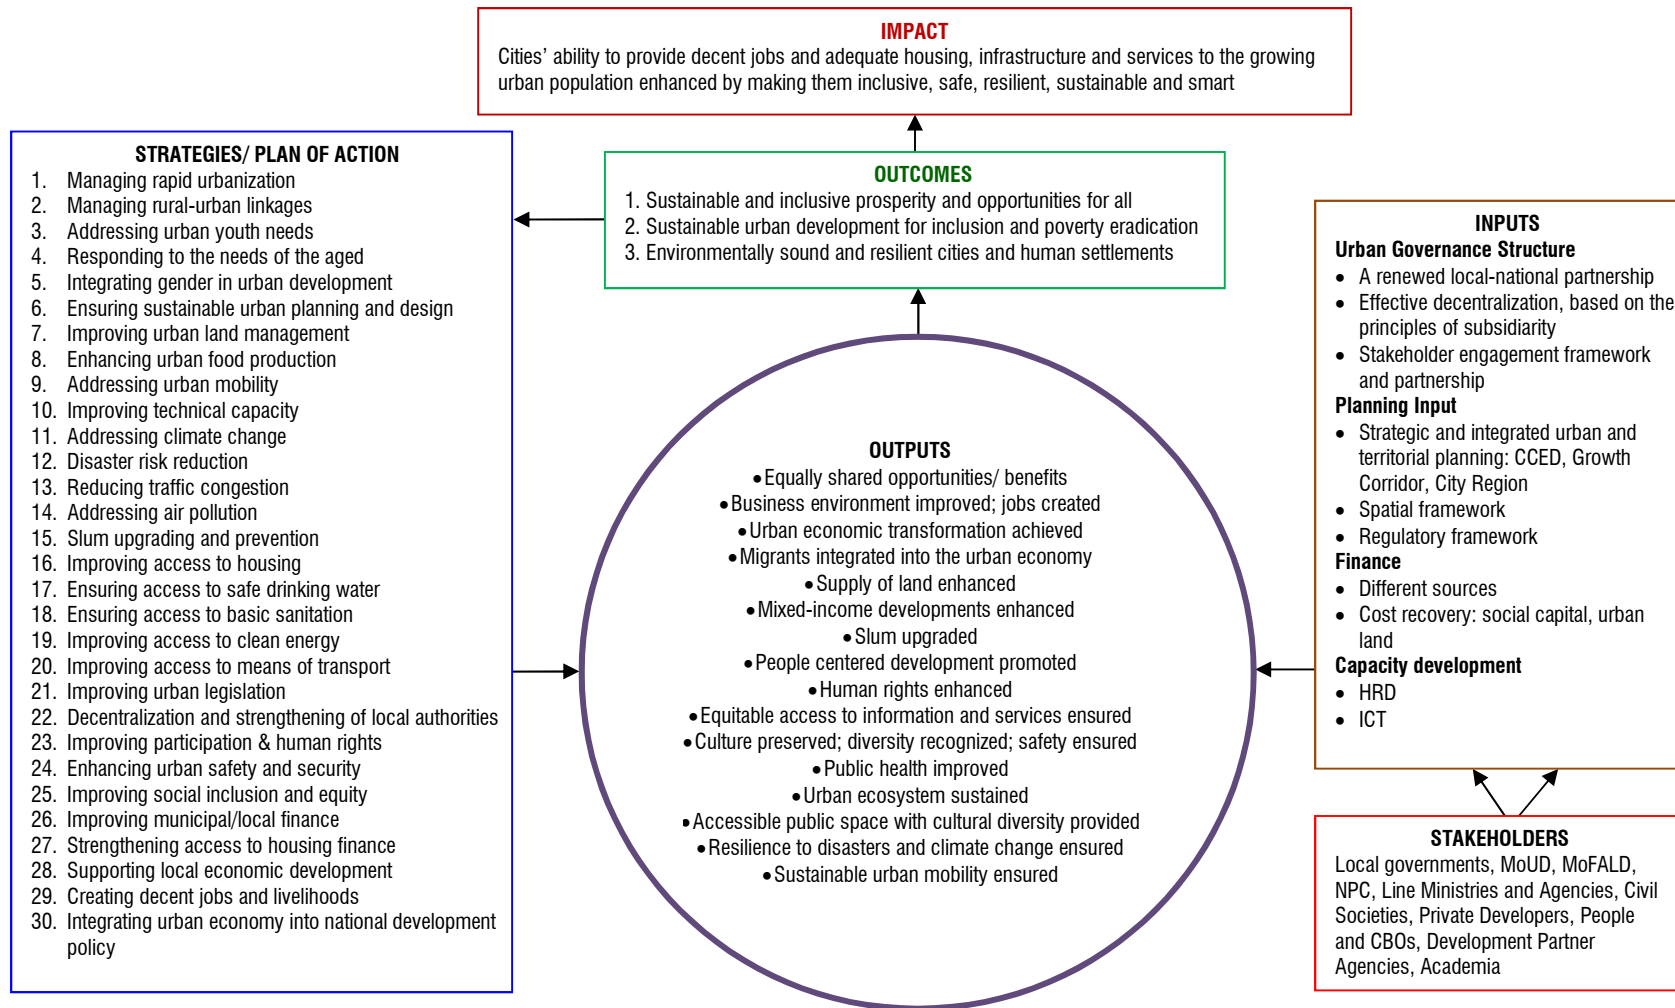 IMPACT
Cities’ ability to provide decent jobs and adequate housing, infrastructure and services to the growing
urban population enhanced by making them inclusive, safe, resilient, sustainable and smart
STRATEGIES/ PLAN OF ACTION
1. Managing rapid urbanization
2. Managing rural-urban linkages
3. Addressing urban youth needs
4. Responding to the needs of the aged
5. Integrating gender in urban development
6. Ensuring sustainable urban planning and design
7. Improving urban land management
8. Enhancing urban food production
9. Addressing urban mobility
10. Improving technical capacity
11. Addressing climate change
12. Disaster risk reduction
13. Reducing traffic congestion
14. Addressing air pollution
15. Slum upgrading and prevention
16. Improving access to housing
17. Ensuring access to safe drinking water
18. Ensuring access to basic sanitation
19. Improving access to clean energy
20. Improving access to means of transport
21. Improving urban legislation
22. Decentralization and strengthening of local authorities
23. Improving participation & human rights
24. Enhancing urban safety and security
25. Improving social inclusion and equity
26. Improving municipal/local finance
27. Strengthening access to housing finance
28. Supporting local economic development
29. Creating decent jobs and livelihoods
30. Integrating urban economy into national development
policy
OUTCOMES
1. Sustainable and inclusive prosperity and opportunities for all
2. Sustainable urban development for inclusion and poverty eradication
3. Environmentally sound and resilient cities and human settlements
OUTPUTS
• Equally shared opportunities/ benefits
• Business environment improved; jobs created
• Urban economic transformation achieved
• Migrants integrated into the urban economy
• Supply of land enhanced
• Mixed-income developments enhanced
• Slum upgraded
• People centered development promoted
• Human rights enhanced
• Equitable access to information and services ensured
• Culture preserved; diversity recognized; safety ensured
• Public health improved
• Urban ecosystem sustained
• Accessible public space with cultural diversity provided
• Resilience to disasters and climate change ensured
• Sustainable urban mobility ensured
INPUTS
Urban Governance Structure
• A renewed local-national partnership
• Effective decentralization, based on the
principles of subsidiarity
• Stakeholder engagement framework
and partnership
Planning Input
• Strategic and integrated urban and
territorial planning: CCED, Growth
Corridor, City Region
• Spatial framework
• Regulatory framework
Finance
• Different sources
• Cost recovery: social capital, urban
land
Capacity development
• HRD
• ICT
STAKEHOLDERS
Local governments, MoUD, MoFALD,
NPC, Line Ministries and Agencies, Civil
Societies, Private Developers, People
and CBOs, Development Partner
Agencies, Academia